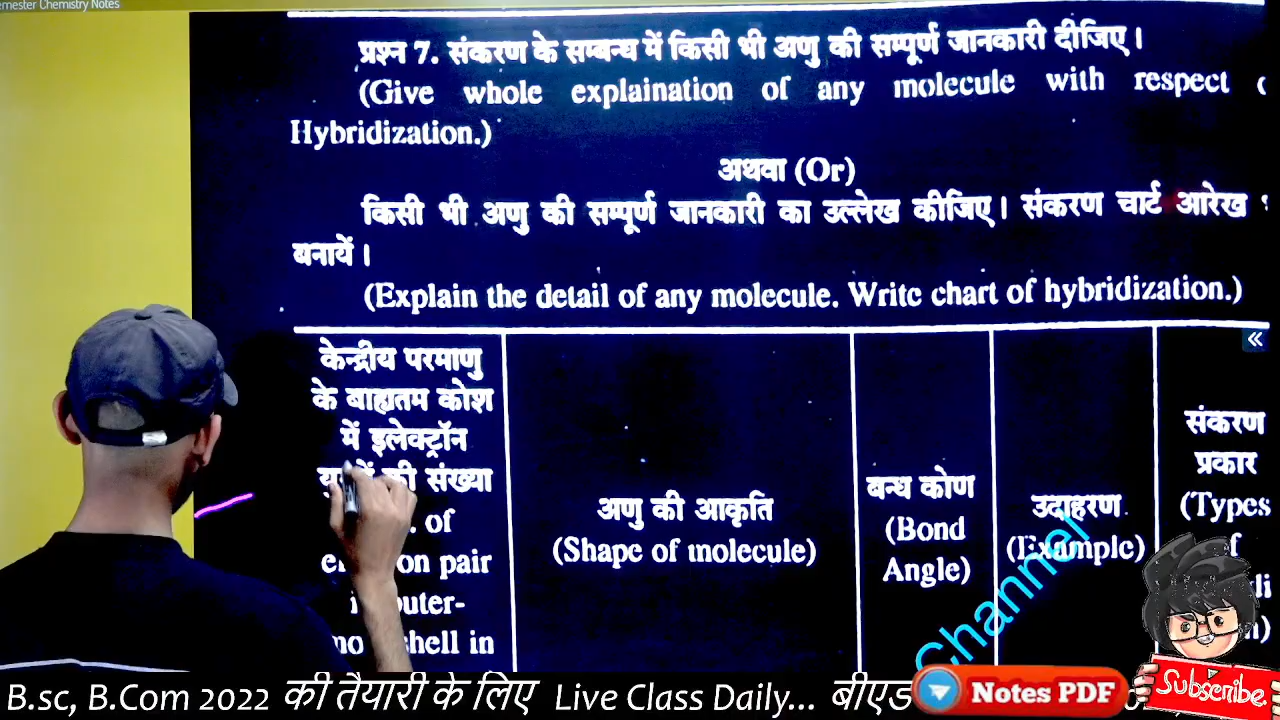 emester Chemistry Notes
प्रश्न 7. संकरण के सम्बन्ध में किसी भी अणु की सम्पूर्ण जानकारी दीजिए।
(Give whole explaination of any molecule with respect
Hybridization.)
अथवा (Or)
किसी भी अणु की सम्पूर्ण जानकारी का उल्लेख कीजिए। संकरण चार्ट आरेख
बनायें।
(Explain the detail of any molecule. Write chart of hybridization.)
केन्द्रीय परमाणु
के बाह्यतम कोश
में इलेक्ट्रॉन
की संख्या
of
on pair
outer-
shell in
अणु की आकृति
(Shape of molecule)
बन्ध कोण
(Bond
Angle)
उदाहरण
(Example)
संकरण
प्रकार
(Types
Channel
B.sc, B.Com 2022 की तैयारी के लिए Live Class Daily... बीएड
Notes PDF
Subscribe